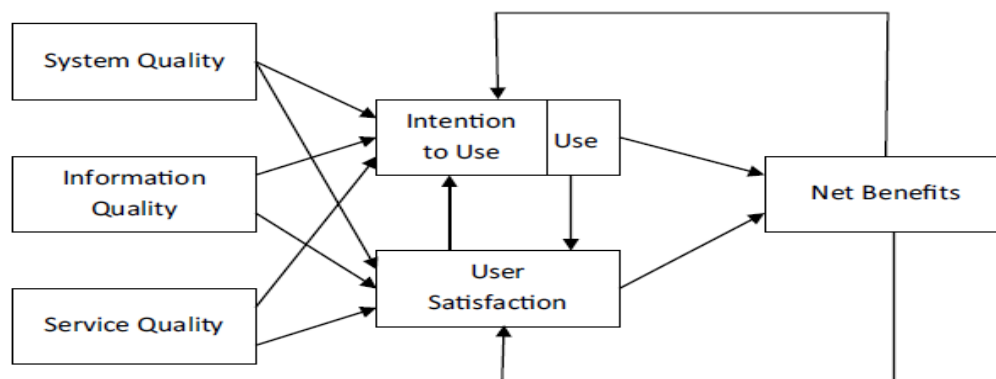 System Quality
Intention
to Use
Use
Information
Quality
Net Benefits
User
Satisfaction
Service Quality